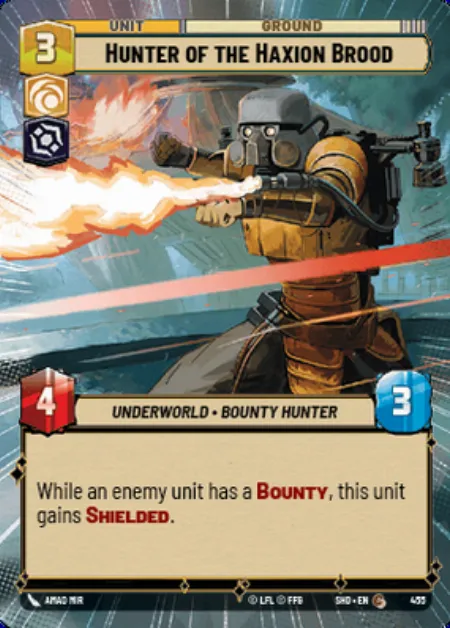 UNIT
GROUND
3
HUNTER OF THE HAXION BROOD
4
UNDERWORLD • BOUNTY HUNTER
3
While an enemy unit has a BOUNTY, this unit
gains SHIELDED.
AMAD MIR
© LFL © FFG
SHD • EN